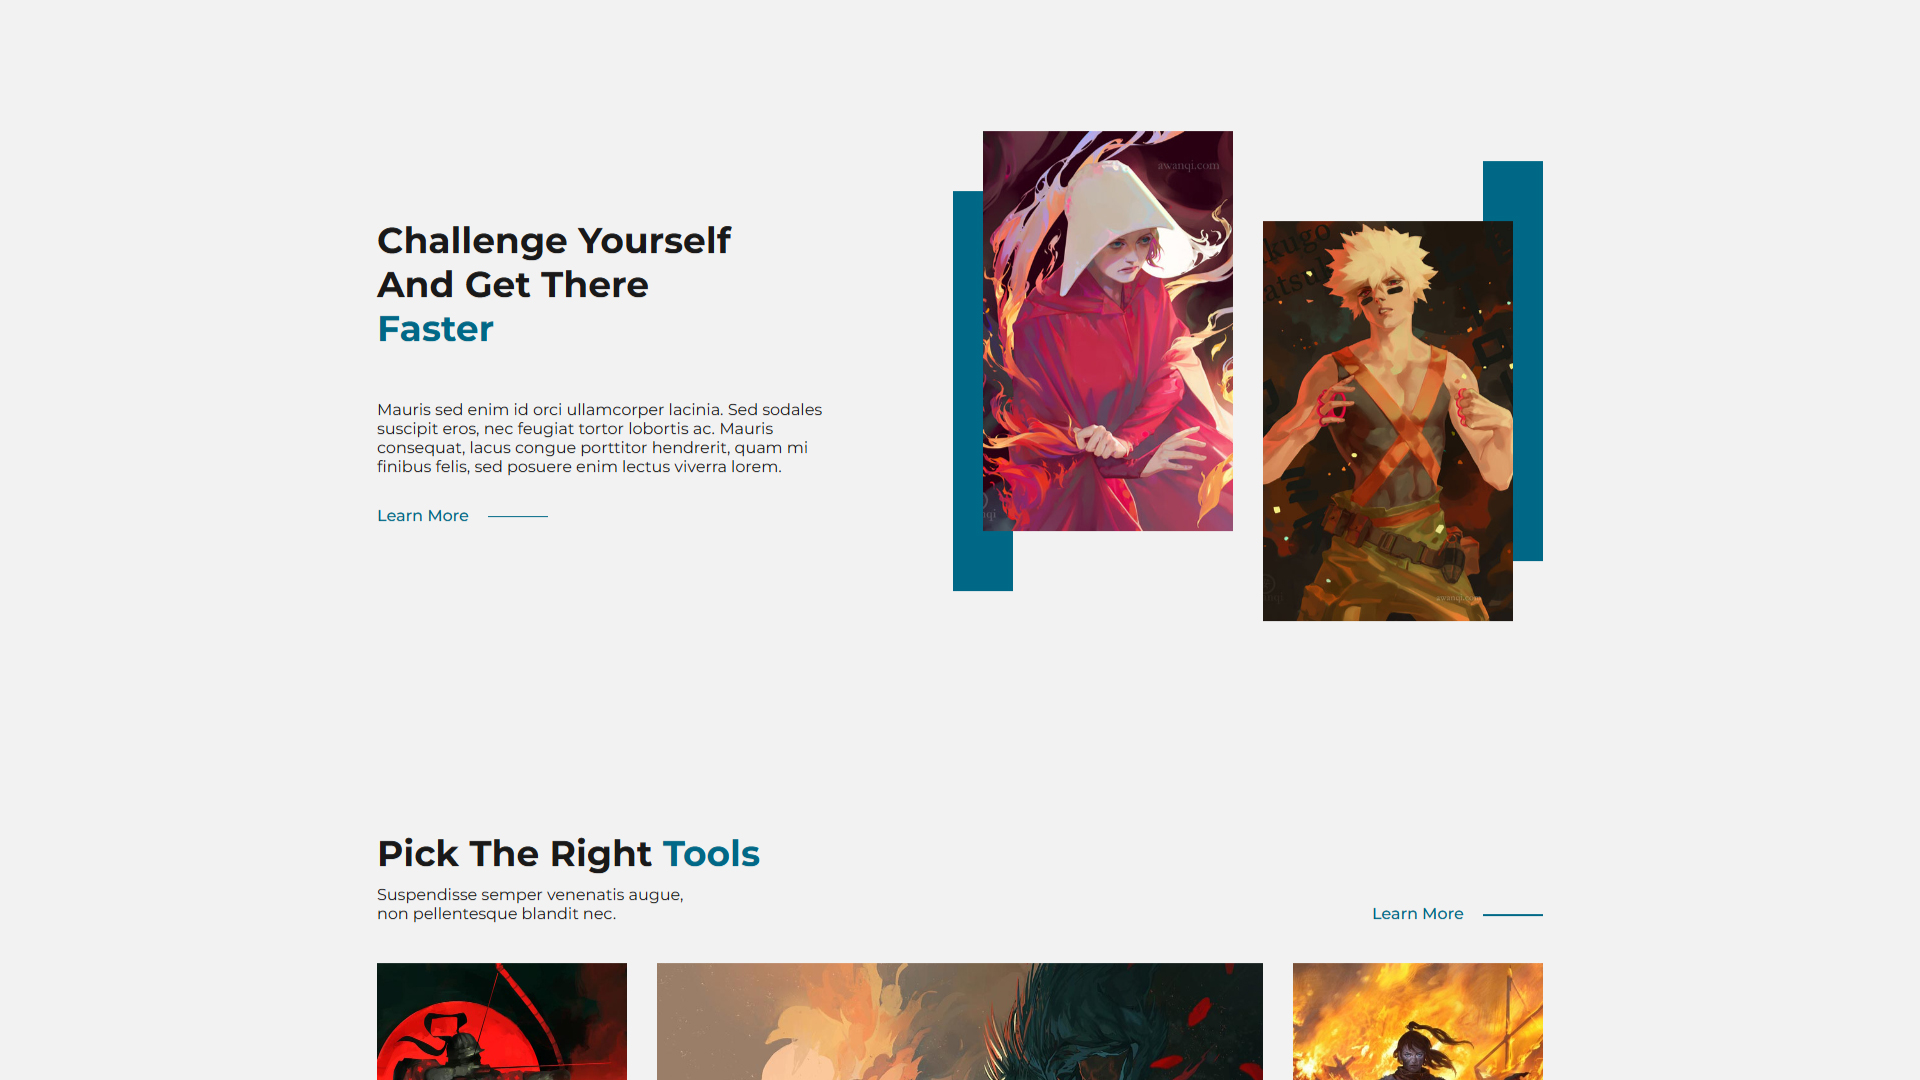 Challenge Yourself
And Get There
Faster
Mauris sed enim id orci ullamcorper lacinia. Sed sodales
suscipit eros, nec feugiat tortor lobortis ac. Mauris
consequat, lacus congue porttitor hendrerit, quam mi
finibus felis, sed posuere enim lectus viverra lorem.
Learn More
awanqi.com
qi
kugo
atsuk
awanqi.com
Pick The Right Tools
Suspendisse semper venenatis augue,
non pellentesque blandit nec.
Learn More